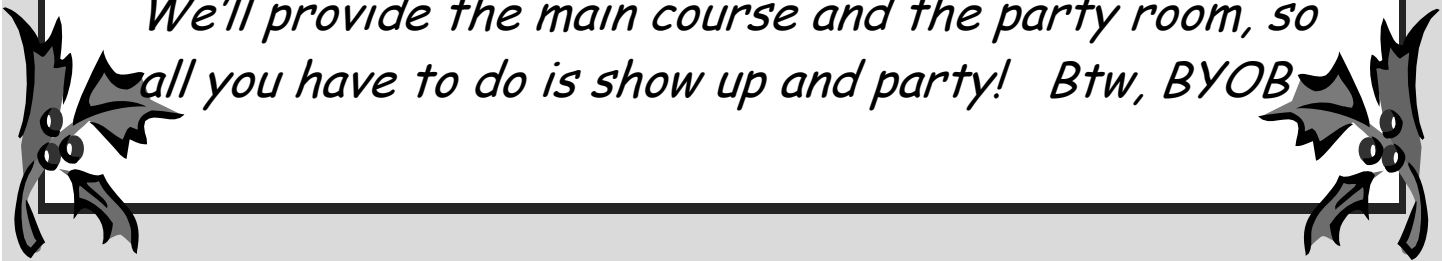 We'll provide the main course and the party room, so
all you have to do is show up and party!   Btw, BYOB